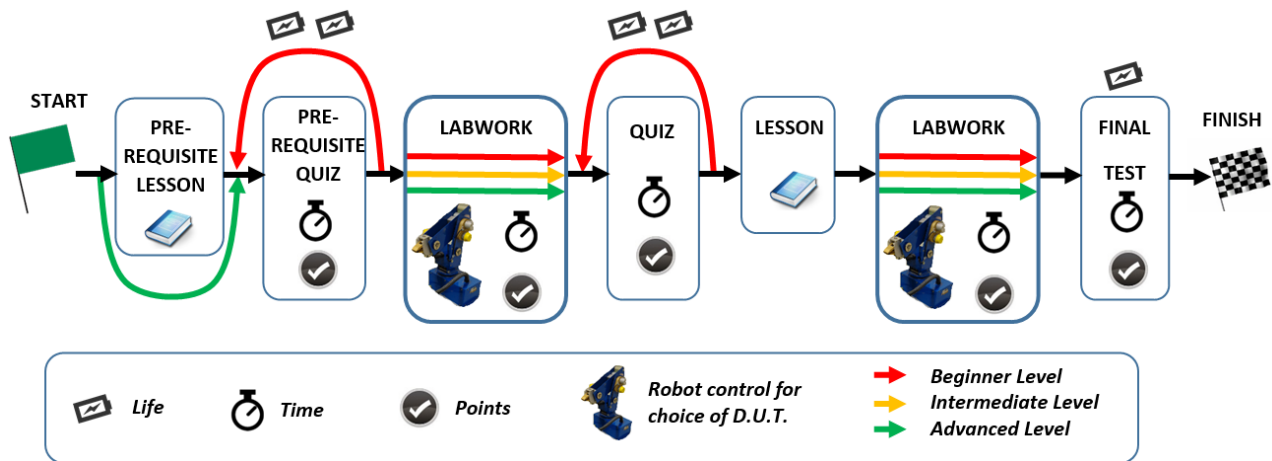 START
PRE-
REQUISITE
LESSON
PRE-
REQUISITE
QUIZ
LABWORK
QUIZ
LESSON
LABWORK
FINAL
TEST
FINISH
Life
Time
Points
Robot control for
choice of D.U.T.
Beginner Level
Intermediate Level
Advanced Level